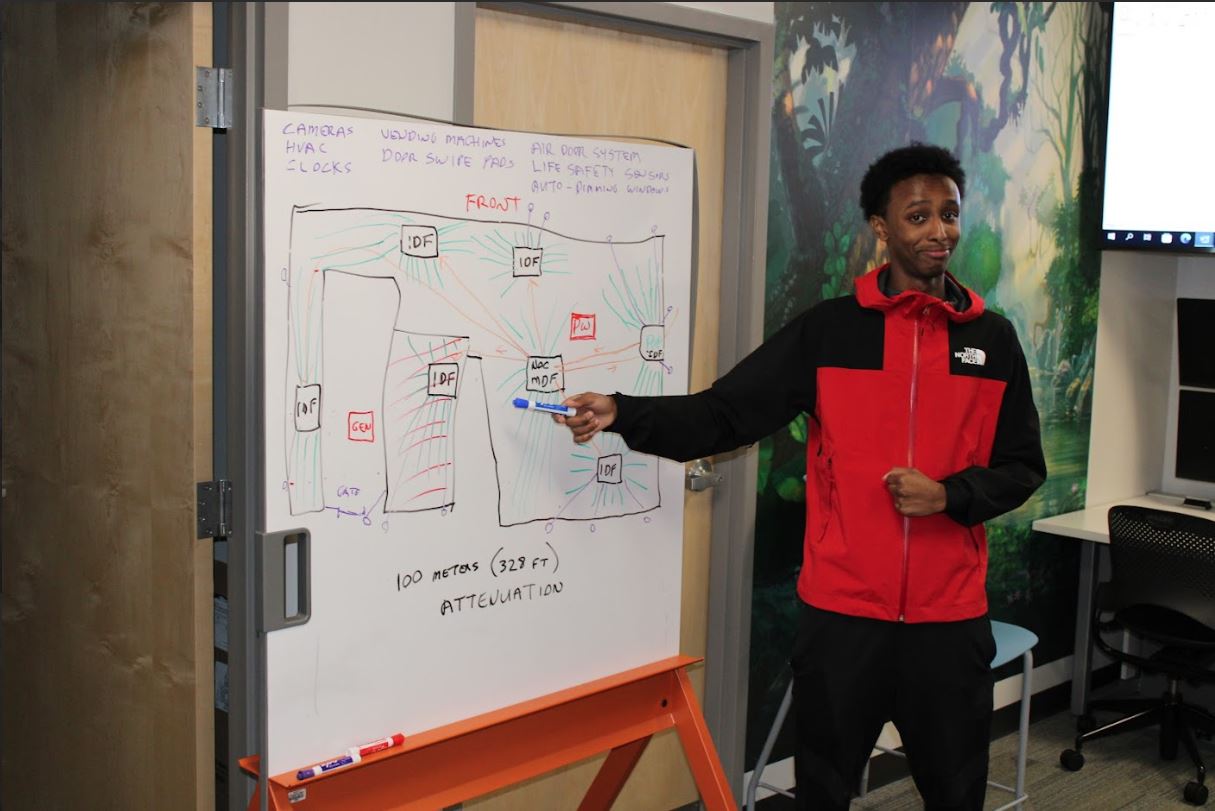 CAMERAS
HVAC
CLOCKS
VENDING MACHINES
DOOR SWIPE PADS
AIR DOOR SYSTEM
LIFE SAFETY SENSORS
AUTO-DIMMING WINDOWS
FRONT
IDF
IDF
PW
NOC
MDF
IDF
IDF
IDF
GEN
IDF
GATE
100 METERS (328 FT)
ATTENUATION
THE
NORTH
FACE